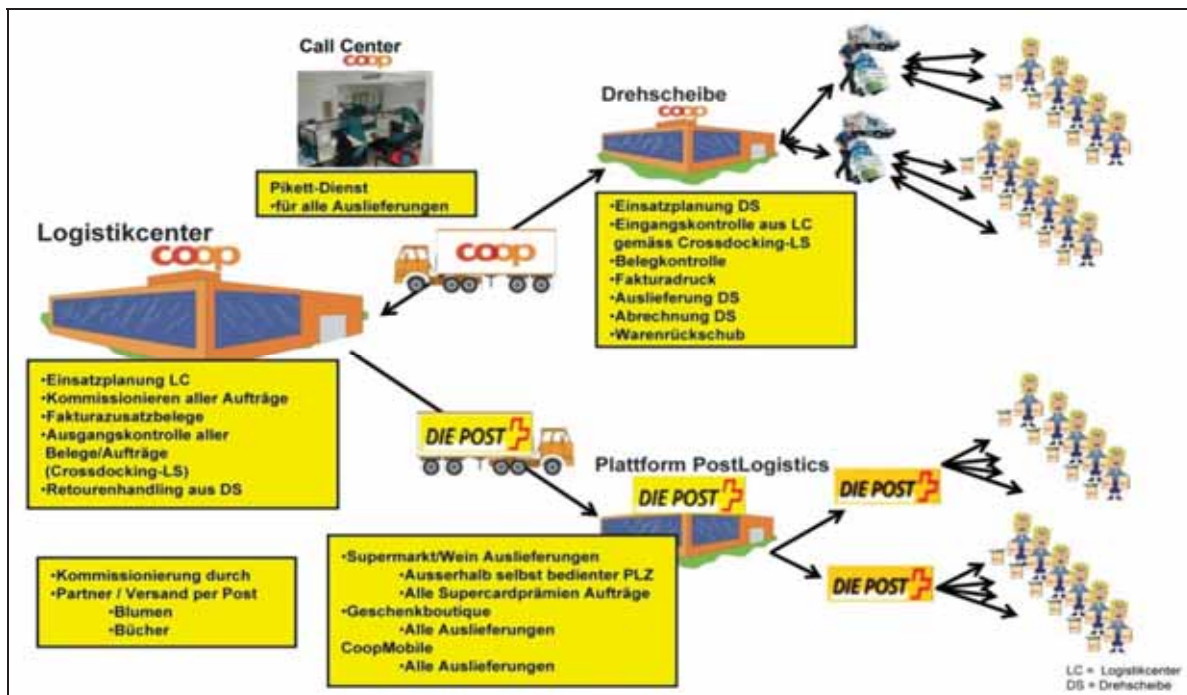 Call Center
coop
Pikett-Dienst
•für alle Auslieferungen
Drehscheibe
coop
•Einsatzplanung DS
•Eingangskontrolle aus LC
gemäss Crossdocking-LS
•Belegkontrolle
•Fakturadruck
•Auslieferung DS
•Abrechnung DS
•Warenrückschub
coop
Logistikcenter
coop
•Einsatzplanung LC
•Kommissionieren aller Aufträge
•Fakturazusatzbelege
•Ausgangskontrolle aller
Belege/Aufträge
(Crossdocking-LS)
•Retourenhandling aus DS
DIE POST
Plattform PostLogistics
DIE POST
DIE POST
DIE POST
•Kommissionierung durch
•Partner / Versand per Post
•Blumen
•Bücher
•Supermarkt/Wein Auslieferungen
•Ausserhalb selbst bedienter PLZ
•Alle Supercardprämien Aufträge
•Geschenkboutique
•Alle Auslieferungen
CoopMobile
•Alle Auslieferungen
LC = Logistikcenter
DS = Drehscheibe